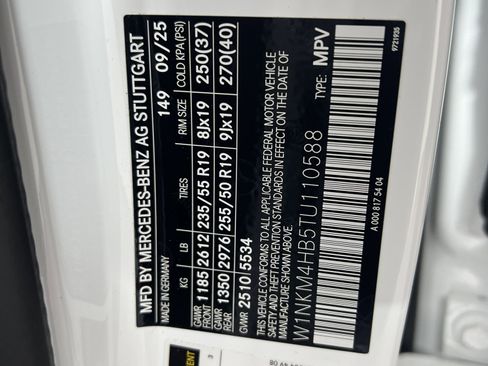 MFD BY MERCEDES-BENZ AG STUTTGART
MADE IN GERMANY 149 09/25
KG LB TIRES RIM SIZE COLD KPA(PSI)
GAWR FRONT 1185 2612 235/55 R19 8Jx19 250(37)
GAWR REAR 1350 2976 255/50 R19 9Jx19 270(40)
GVWR 2510 5534
THIS VEHICLE CONFORMS TO ALL APPLICABLE FEDERAL MOTOR VEHICLE
SAFETY AND THEFT PREVENTION STANDARDS IN EFFECT ON THE DATE OF
MANUFACTURE SHOWN ABOVE
W1NKM4HB5TU110588 TYPE: MPV
A 000 817 54 04 9721935